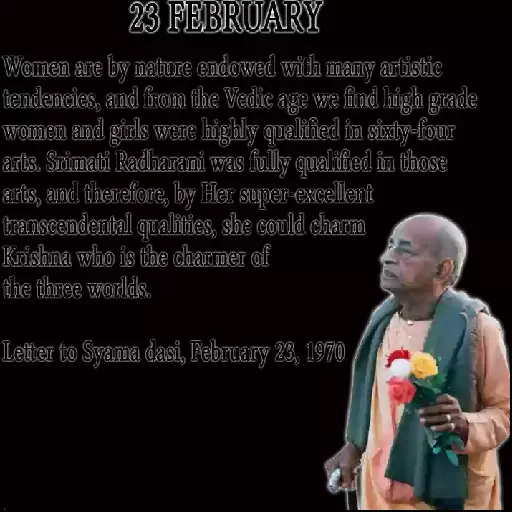 23 FEBRUARY
Women are by nature endowed with many artistic
tendencies, and from the Vedic age we find high grade
women and girls were highly qualified in sixty-four
arts. Srimati Radharani was fully qualified in those
arts, and therefore, by Her super-excellent
transcendental qualities, she could charm
Krishna who is the charmer of
the three worlds.
Letter to Syama dasi, February 23, 1970